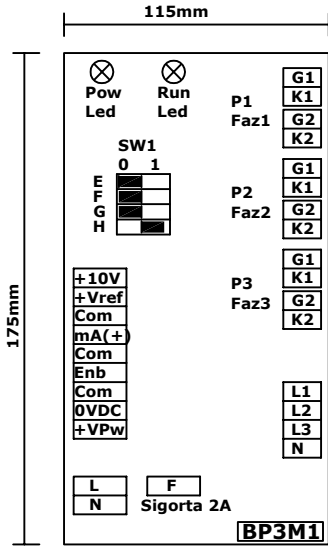 115mm
175mm
Pow Led
Run Led
SW1
0 1
E
F
G
H
P1 Faz1
G1
K1
G2
K2
P2 Faz2
G1
K1
G2
K2
P3 Faz3
G1
K1
G2
K2
+10V
+Vref
Com
mA(+)
Com
Enb
Com
0VDC
+VPw
L1
L2
L3
N
L
N
F
Sigorta 2A
BP3M1